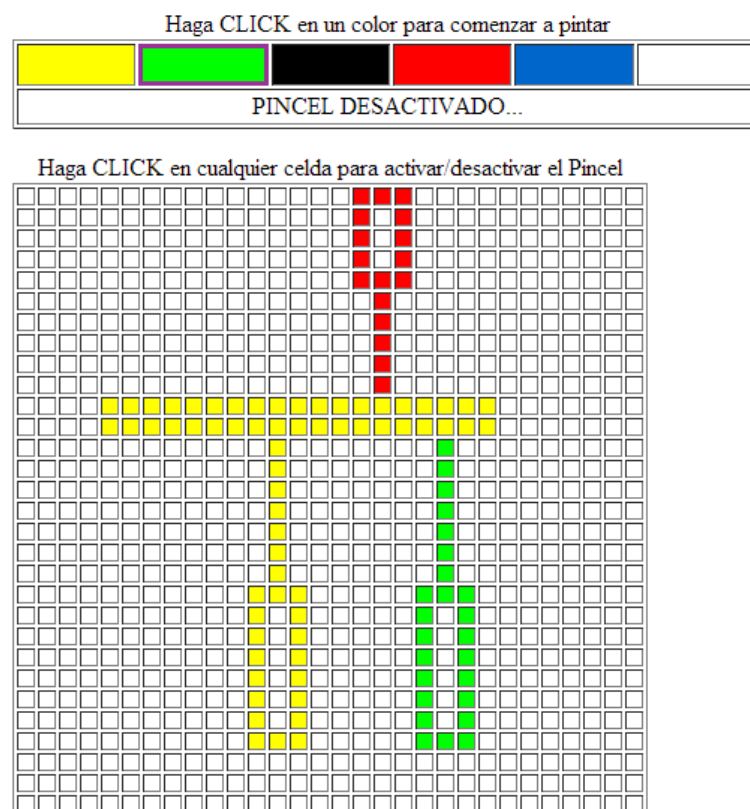 Haga CLICK en un color para comenzar a pintar
PINCEL DESACTIVADO...
Haga CLICK en cualquier celda para activar/desactivar el Pincel